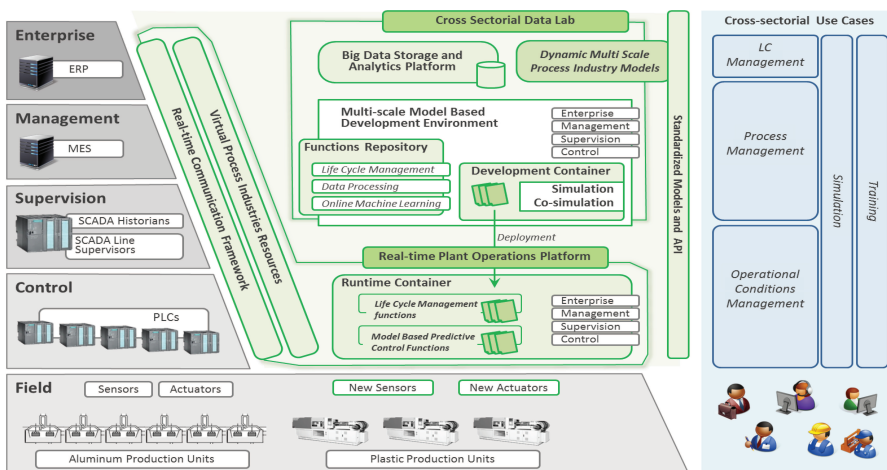 Enterprise
ERP
Management
MES
Supervision
SCADA Historians
SCADA Line
Supervisors
Control
PLCs
Field
Sensors
Actuators
New Sensors
New Actuators
Aluminum Production Units
Plastic Production Units
Real-time Communication Framework
Virtual Process Industries Resources
Cross Sectorial Data Lab
Big Data Storage and
Analytics Platform
Dynamic Multi Scale
Process Industry Models
Multi-scale Model Based
Development Environment
Enterprise
Management
Supervision
Control
Functions Repository
Life Cycle Management
Data Processing
Online Machine Learning
Development Container
Simulation
Co-simulation
Deployment
Real-time Plant Operations Platform
Runtime Container
Life Cycle Management
functions
Model Based Predictive
Control Functions
Enterprise
Management
Supervision
Control
Standardized Models and API
Cross-sectorial Use Cases
LC
Management
Process
Management
Operational
Conditions
Management
Simulation
Training